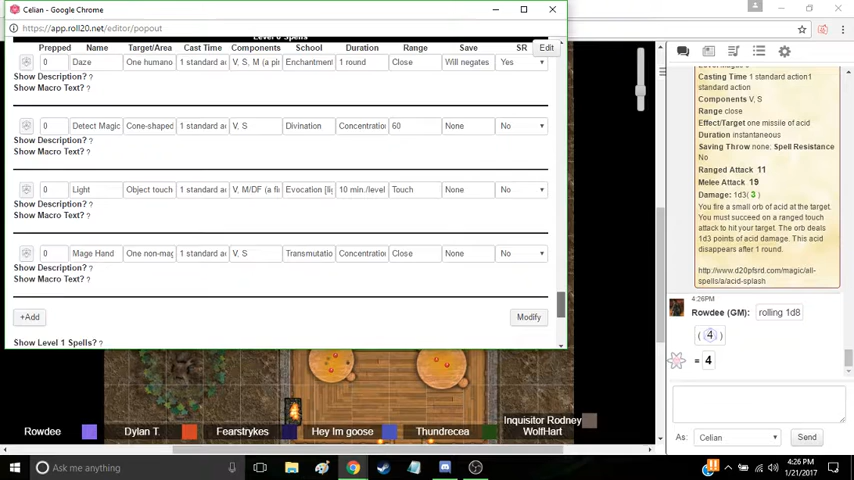 Celian - Google Chrome
https://app.roll20.net/editor/popout
Prepped Name Target/Area Cast Time Components School Duration Range Save SR Edit
0 Daze One humano 1 standard ac V, S, M (a pin Enchantment 1 round Close Will negates Yes
Show Description? ?
Show Macro Text? ?
0 Detect Magic Cone-shaped 1 standard ac V, S Divination Concentratio 60 None No
Show Description? ?
Show Macro Text? ?
0 Light Object touch 1 standard ac V, M/DF (a fi Evocation [lig 10 min./level Touch None No
Show Description? ?
Show Macro Text? ?
0 Mage Hand One non-mag 1 standard ac V, S Transmutatio Concentratio Close None No
Show Description? ?
Show Macro Text? ?
+Add Modify
Show Level 1 Spells? ?
Casting Time 1 standard action1
standard action
Components V, S
Range close
Effect/Target one missile of acid
Duration instantaneous
Saving Throw none; Spell Resistance
No
Ranged Attack 11
Melee Attack 19
Damage: 1d3( 3 )
You fire a small orb of acid at the target.
You must succeed on a ranged touch
attack to hit your target. The orb deals
1d3 points of acid damage. This acid
disappears after 1 round.
http://www.d20pfsrd.com/magic/all-
spells/a/acid-splash
4:26PM
Rowdee (GM): rolling 1d8
( 4 )
= 4
As: Celian Send
Rowdee Dylan T. Fearstrykes Hey Im goose Thundrecea Inquisitor Rodney
WolfHart
Ask me anything
4:26 PM
1/21/2017